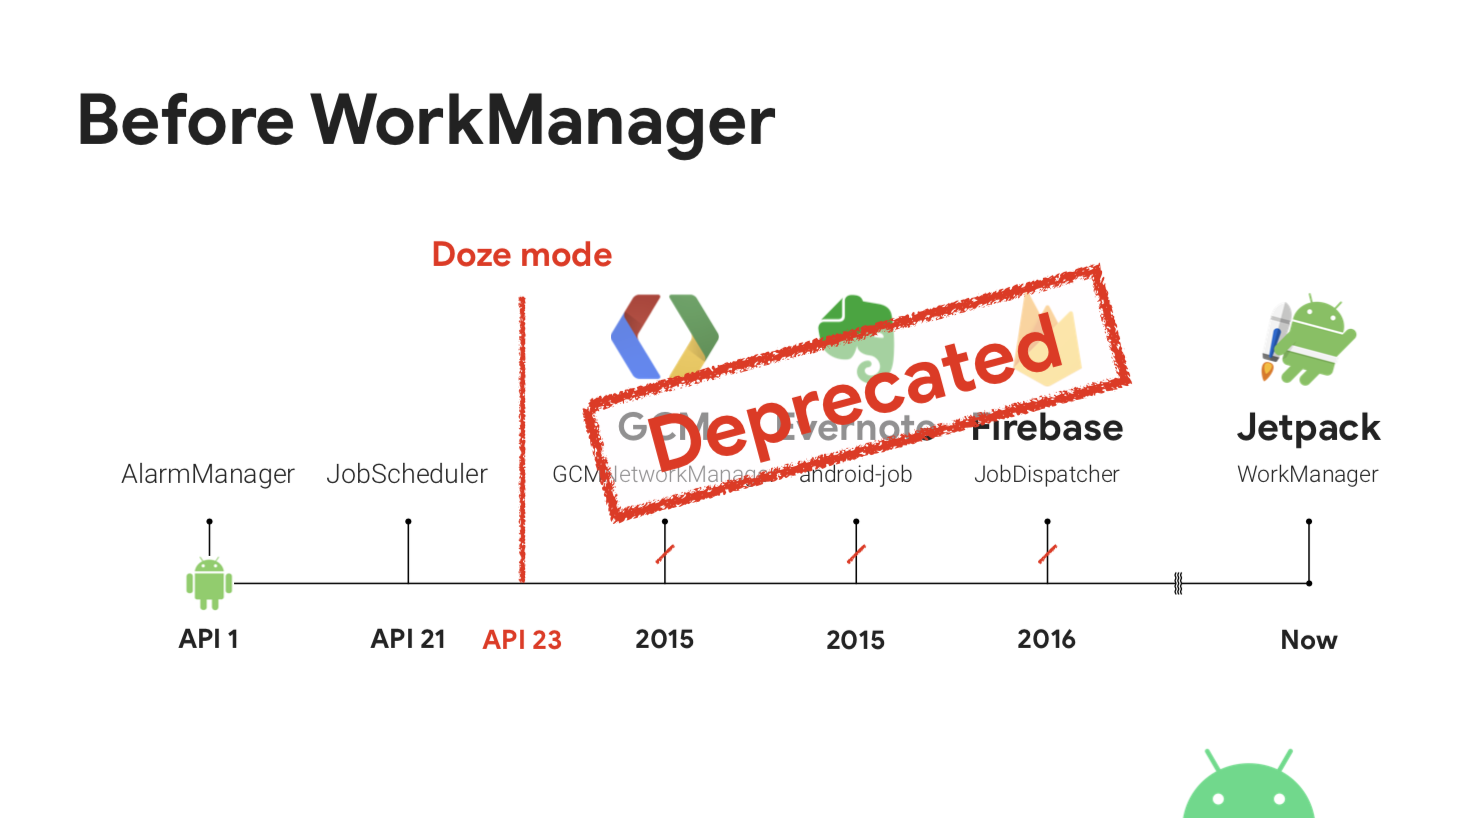 Before WorkManager
Doze mode
Deprecated
GCM
Evernote
Firebase
Jetpack
AlarmManager
JobScheduler
GCMNetworkManager
android-job
JobDispatcher
WorkManager
API 1
API 21
API 23
2015
2015
2016
Now